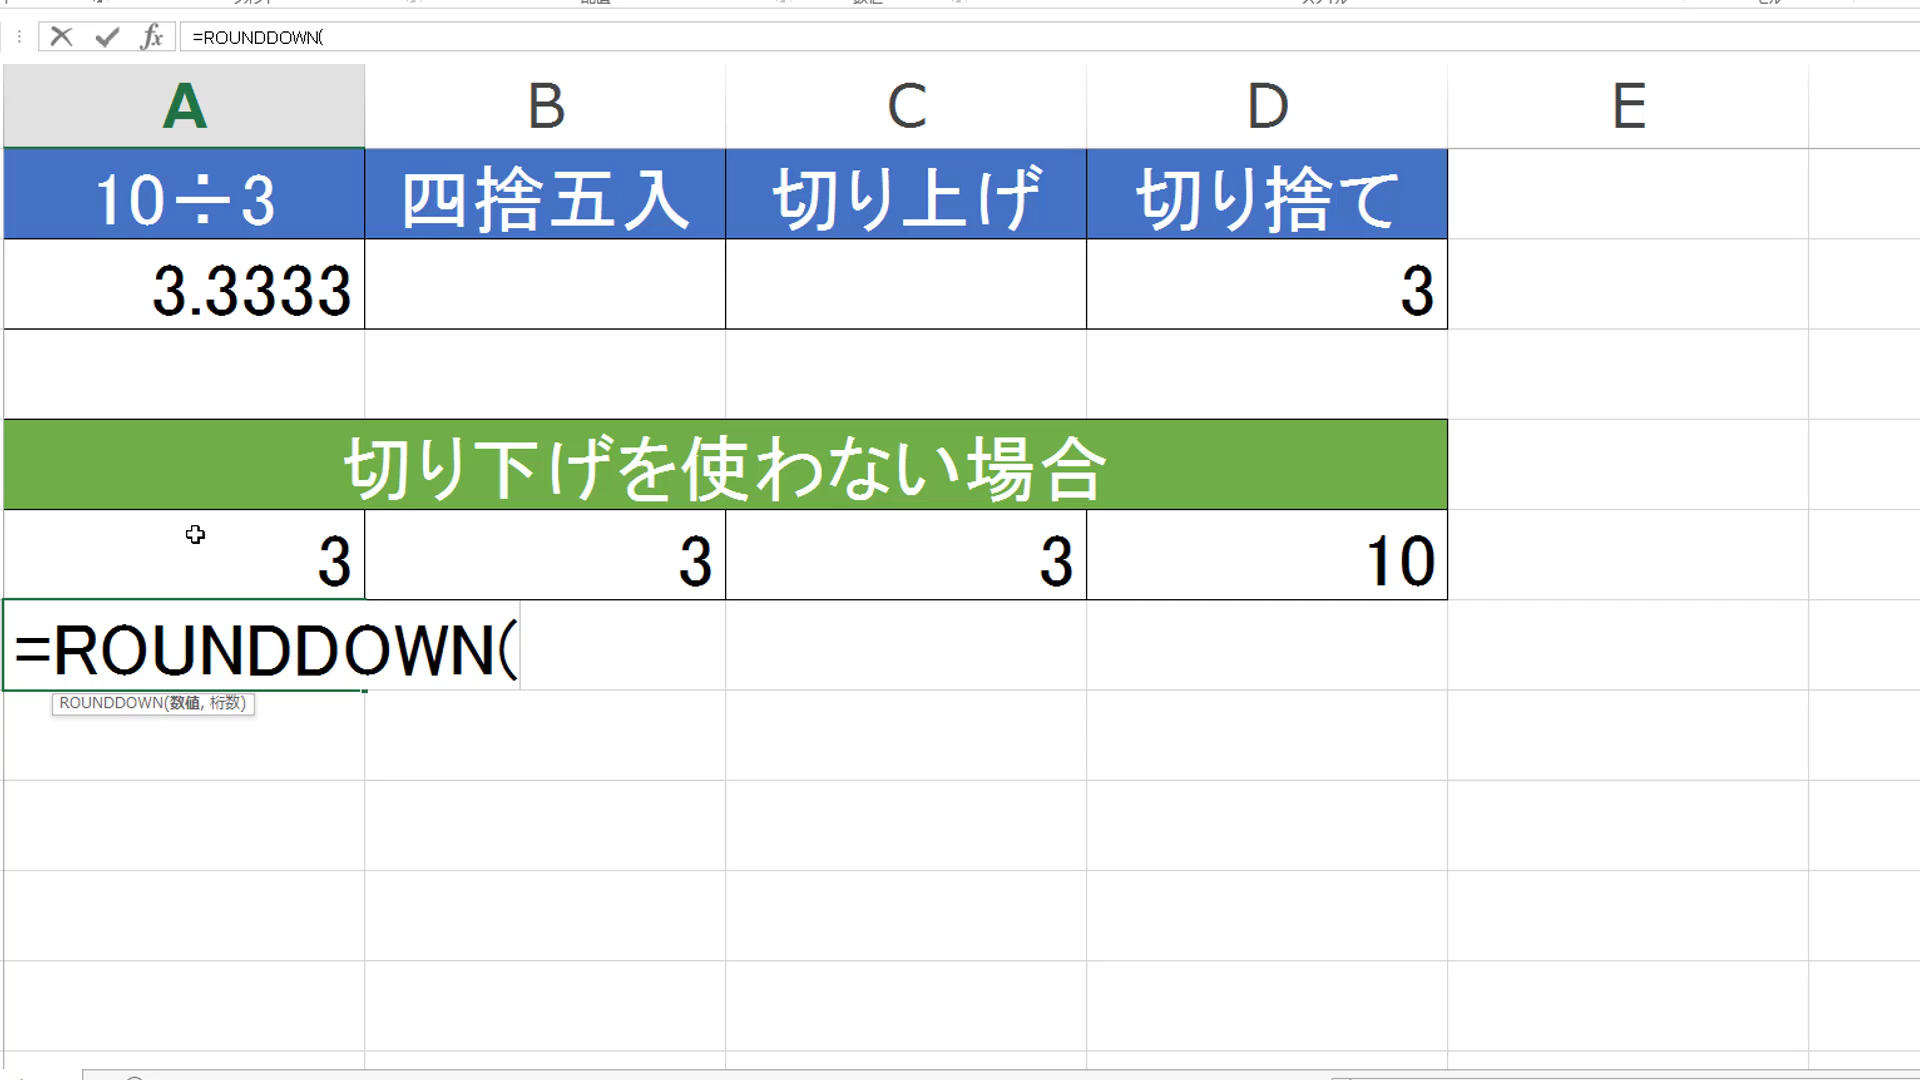 =ROUNDDOWN(
A B C D E
10÷3 四捨五入 切り上げ 切り捨て
3.3333 3
切り下げを使わない場合
3 3 3 10
=ROUNDDOWN(
ROUNDDOWN(数値, 桁数)